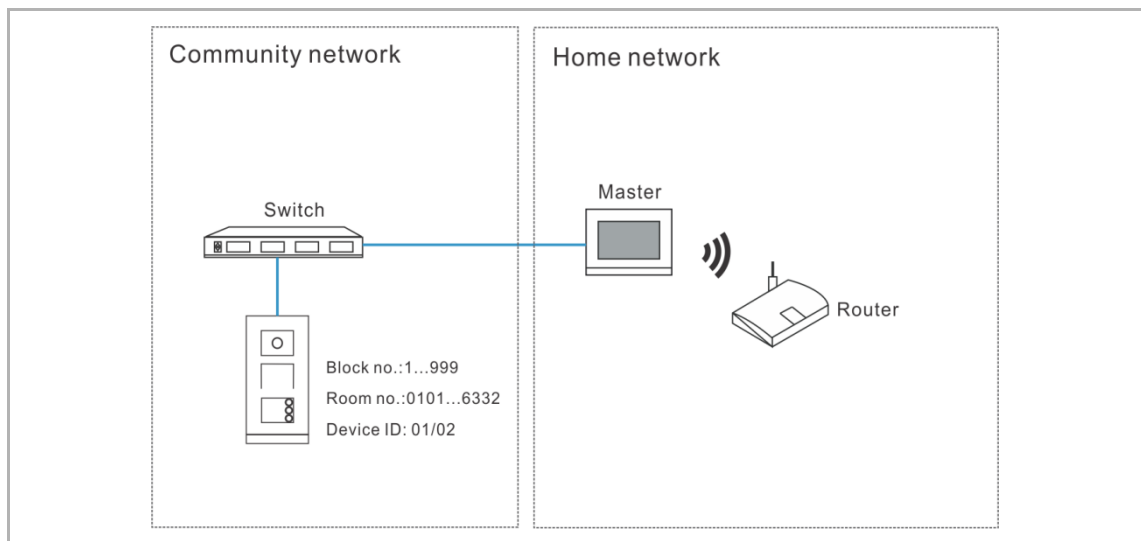 Community network
Home network
Switch
Master
Router
Block no.:1...999
Room no.:0101...6332
Device ID: 01/02